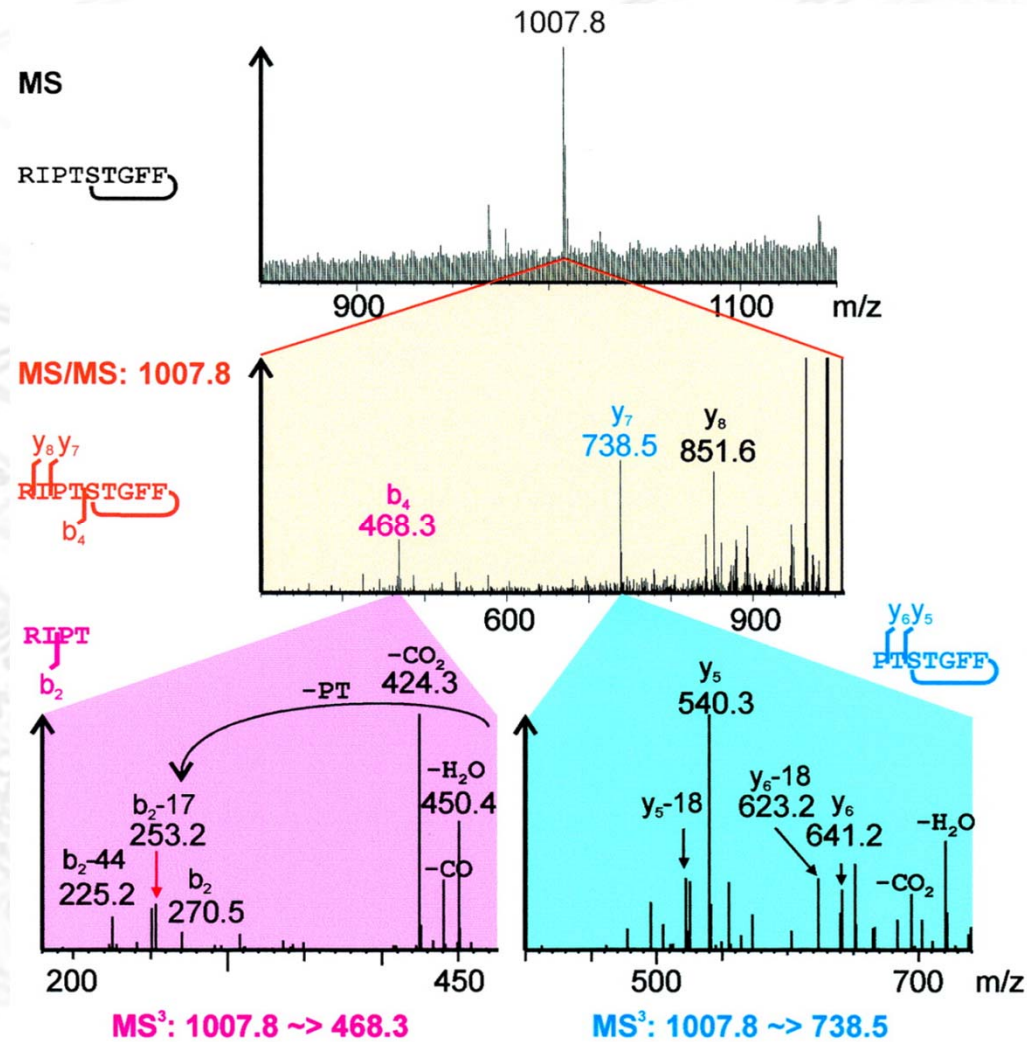 1007.8
MS
RIPTSTGFF
900
1100
m/z
MS/MS: 1007.8
y₈ y₇
RIPTSTGFF
b₄
y₇
738.5
y₈
851.6
b₄
468.3
600
900
RIPT
b₂
y₆y₅
PTSTGFF
–CO₂
424.3
–PT
–H₂O
450.4
b₂-17
253.2
b₂-44
225.2
b₂
270.5
–CO
y₅
540.3
y₆-18
623.2
y₅-18
y₆
641.2
–H₂O
–CO₂
200
450
500
700
m/z
MS³: 1007.8 ~> 468.3
MS³: 1007.8 ~> 738.5